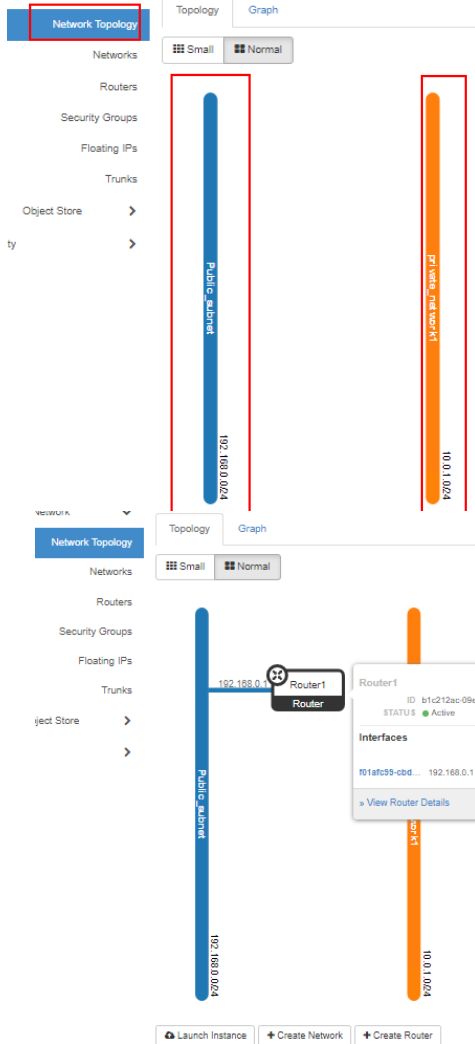 Topology Graph
Network Topology
Small Normal
Networks
Routers
Security Groups
Floating IPs
Trunks
Object Store
ty
Public_subnet
192.168.0.0/24
private_network1
10.0.1.0/24
Network
Topology Graph
Network Topology
Small Normal
Networks
Routers
Security Groups
Floating IPs
Trunks
ject Store
192.168.0.1
Router1
Router
Router1
ID b1c212ac-09e
STATUS Active
Interfaces
f01afc99-cbd... 192.168.0.1
» View Router Details
Public_subnet
192.168.0.0/24
work1
10.0.1.0/24
Launch Instance + Create Network + Create Router